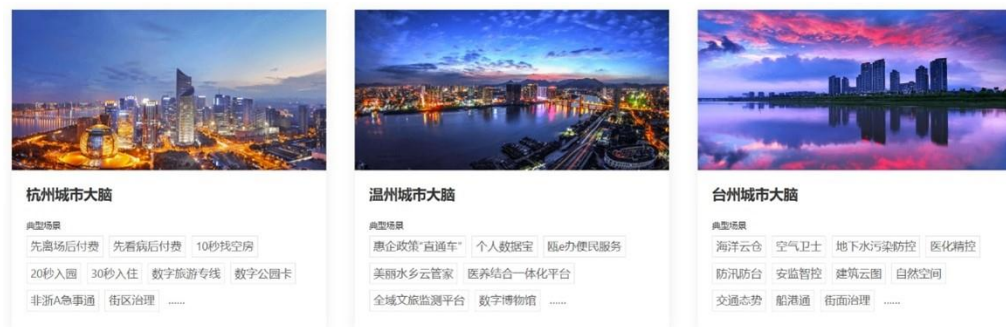 杭州城市大脑
典型场景
先离场后付费 先看病后付费 10秒找空房
20秒入园 30秒入住 数字旅游专线 数字公园卡
非浙A急事通 街区治理 ......
温州城市大脑
典型场景
惠企政策“直通车” 个人数据宝 瓯e办便民服务
美丽水乡云管家 医养结合一体化平台
全域文旅监测平台 数字博物馆 ......
台州城市大脑
典型场景
海洋云仓 空气卫士 地下水污染防控 医化精控
防汛防台 安监智控 建筑云图 自然空间
交通态势 船港通 街面治理 ......